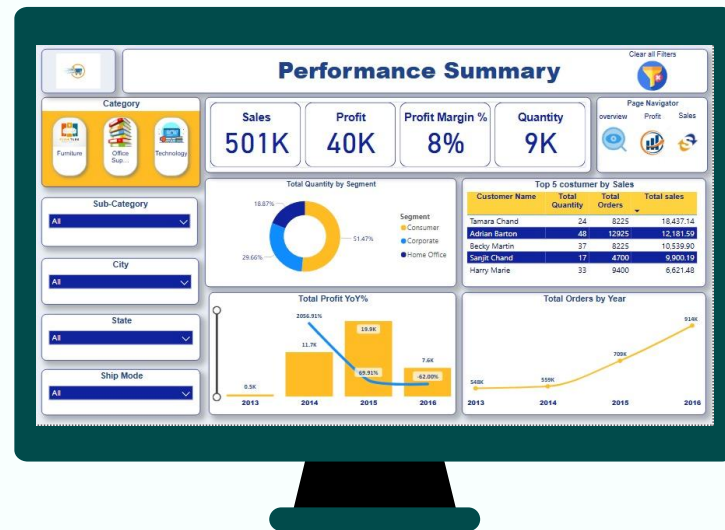 Performance Summary
Clear all Filters
Category
Furniture
Office
Sup...
Technology
Sales
501K
Profit
40K
Profit Margin %
8%
Quantity
9K
Page Navigator
overview Profit Sales
Sub-Category
All
City
All
State
All
Ship Mode
All
Total Quantity by Segment
18.87%
51.47%
29.66%
Segment
Consumer
Corporate
Home Office
Top 5 costumer by Sales
Customer Name Total Quantity Total Orders Total sales
Tamara Chand 24 8225 18,437.14
Adrian Barton 48 12925 12,181.59
Becky Martin 37 8225 10,539.90
Sanjit Chand 17 4700 9,900.19
Harry Marie 33 9400 6,621.48
Total Profit YoY%
2056.91%
19.9K
11.7K
7.6K
69.91%
-62.00%
0.5K
2013 2014 2015 2016
Total Orders by Year
914K
709K
548K
559K
2013 2014 2015 2016